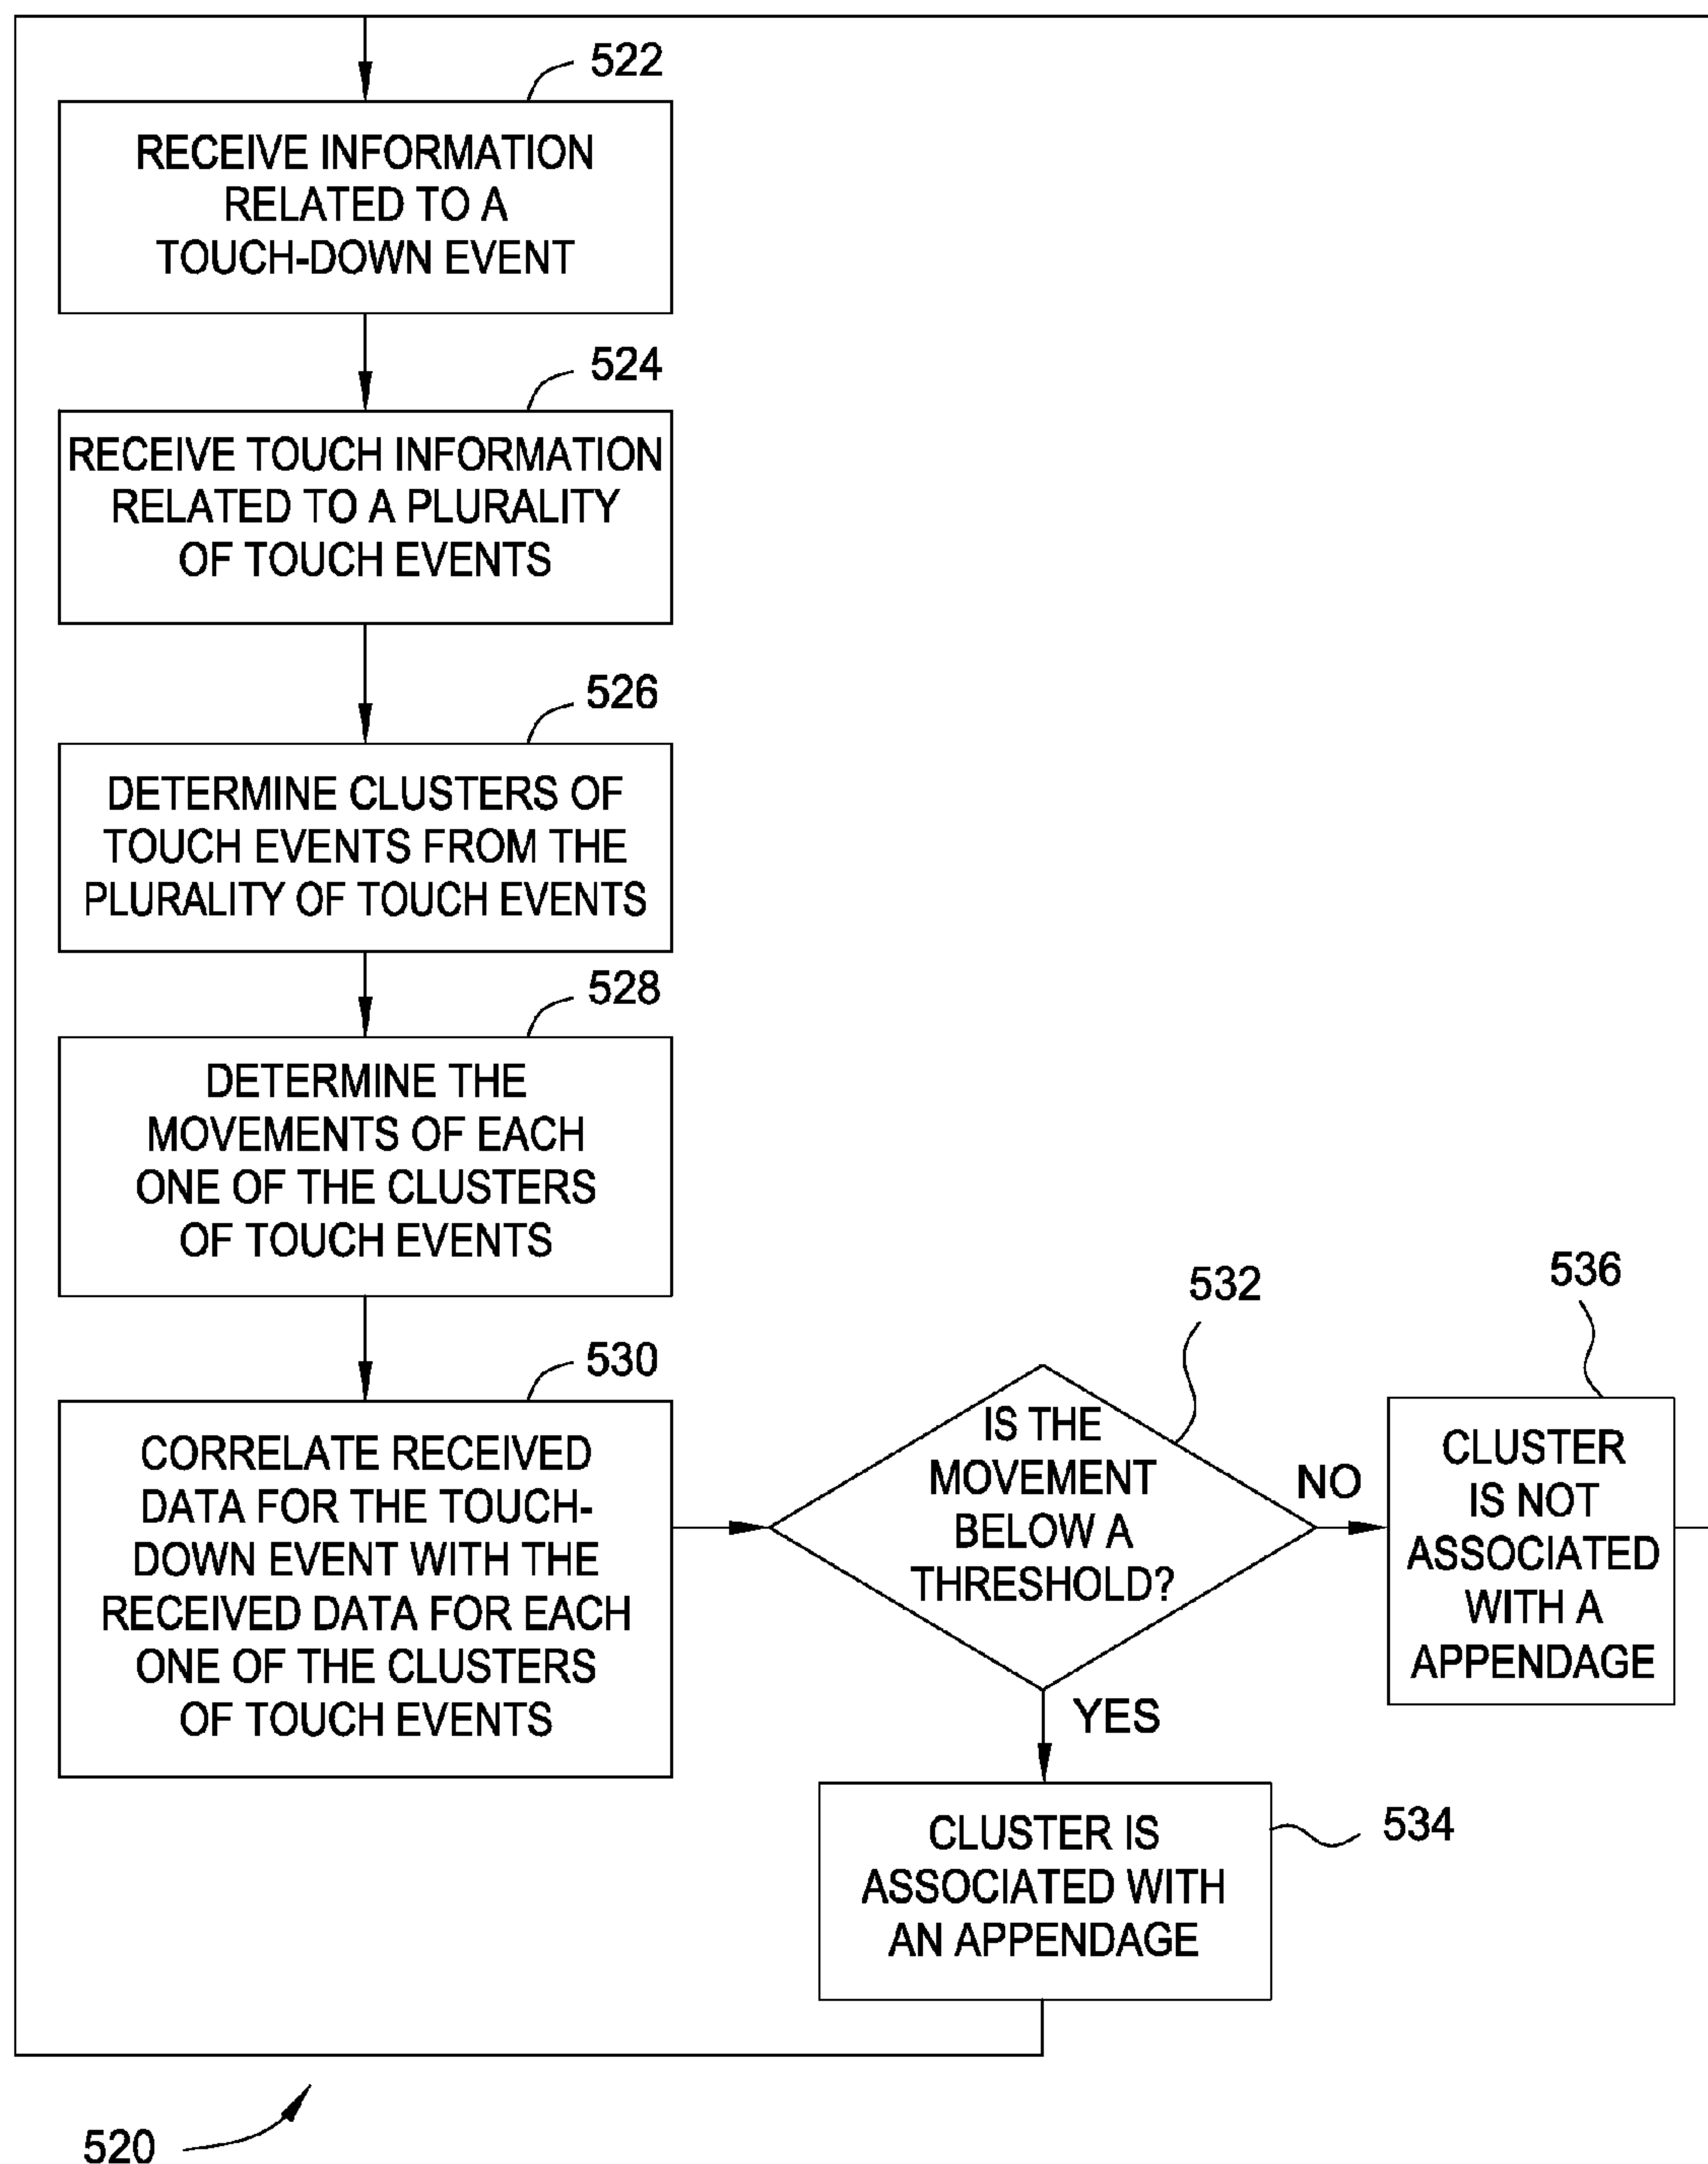 522
RECEIVE INFORMATION
RELATED TO A
TOUCH-DOWN EVENT
524
RECEIVE TOUCH INFORMATION
RELATED TO A PLURALITY
OF TOUCH EVENTS
526
DETERMINE CLUSTERS OF
TOUCH EVENTS FROM THE
PLURALITY OF TOUCH EVENTS
528
DETERMINE THE
MOVEMENTS OF EACH
ONE OF THE CLUSTERS
OF TOUCH EVENTS
530
CORRELATE RECEIVED
DATA FOR THE TOUCH-
DOWN EVENT WITH THE
RECEIVED DATA FOR EACH
ONE OF THE CLUSTERS
OF TOUCH EVENTS
532
IS THE
MOVEMENT
BELOW A
THRESHOLD?
NO
536
CLUSTER
IS NOT
ASSOCIATED
WITH A
APPENDAGE
YES
534
CLUSTER IS
ASSOCIATED WITH
AN APPENDAGE
520